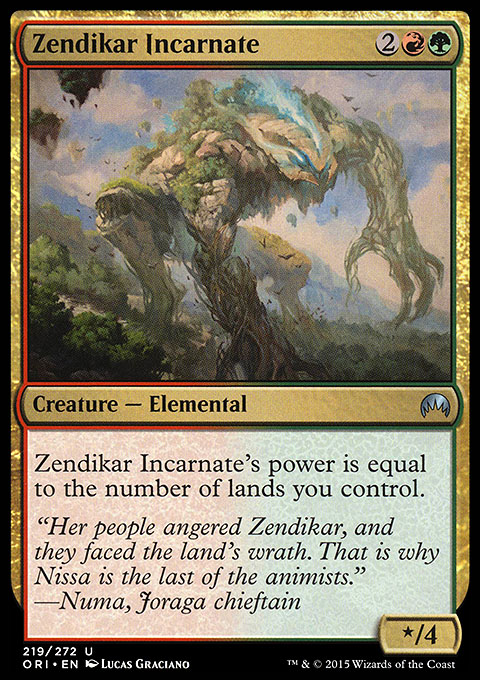 Zendikar Incarnate 2
Creature — Elemental
Zendikar Incarnate's power is equal
to the number of lands you control.
“Her people angered Zendikar, and
they faced the land's wrath. That is why
Nissa is the last of the animists.”
—Numa, Joraga chieftain
*/4
219/272 U
ORI • EN Lucas Graciano
™ & © 2015 Wizards of the Coast